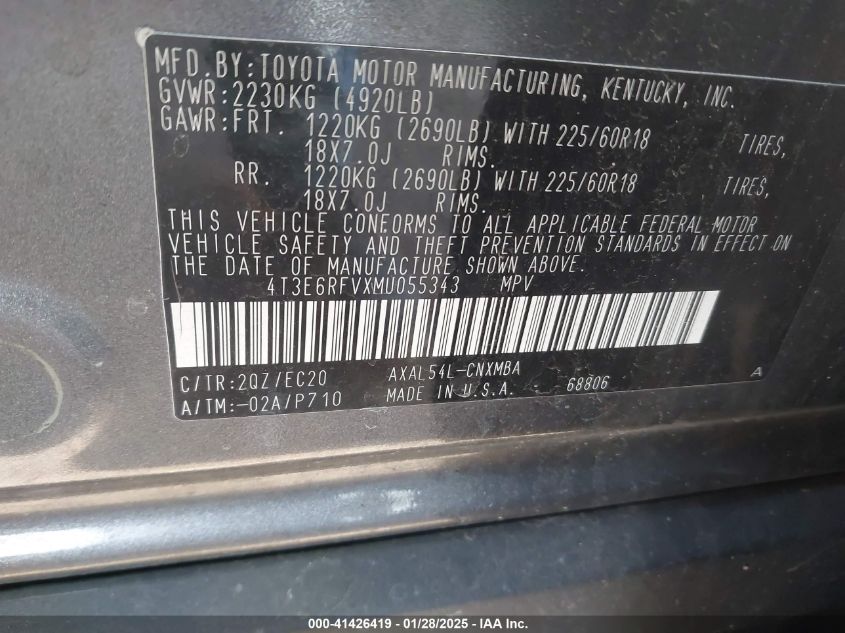 MFD.BY:TOYOTA MOTOR MANUFACTURING, KENTUCKY, INC.
GVWR:2230KG (4920LB)
GAWR:FRT. 1220KG (2690LB) WITH 225/60R18 TIRES,
18X7.0J RIMS.
RR. 1220KG (2690LB) WITH 225/60R18 TIRES,
18X7.0J RIMS.
THIS VEHICLE CONFORMS TO ALL APPLICABLE FEDERAL MOTOR
VEHICLE SAFETY AND THEFT PREVENTION STANDARDS IN EFFECT ON
THE DATE OF MANUFACTURE SHOWN ABOVE.
4T3E6RFVXMU055343 MPV
C/TR:2QZ/EC20 AXAL54L-CNXMBA A
A/TM:-02A/P710 MADE IN U.S.A. 68806
000-41426419 - 01/28/2025 - IAA Inc.